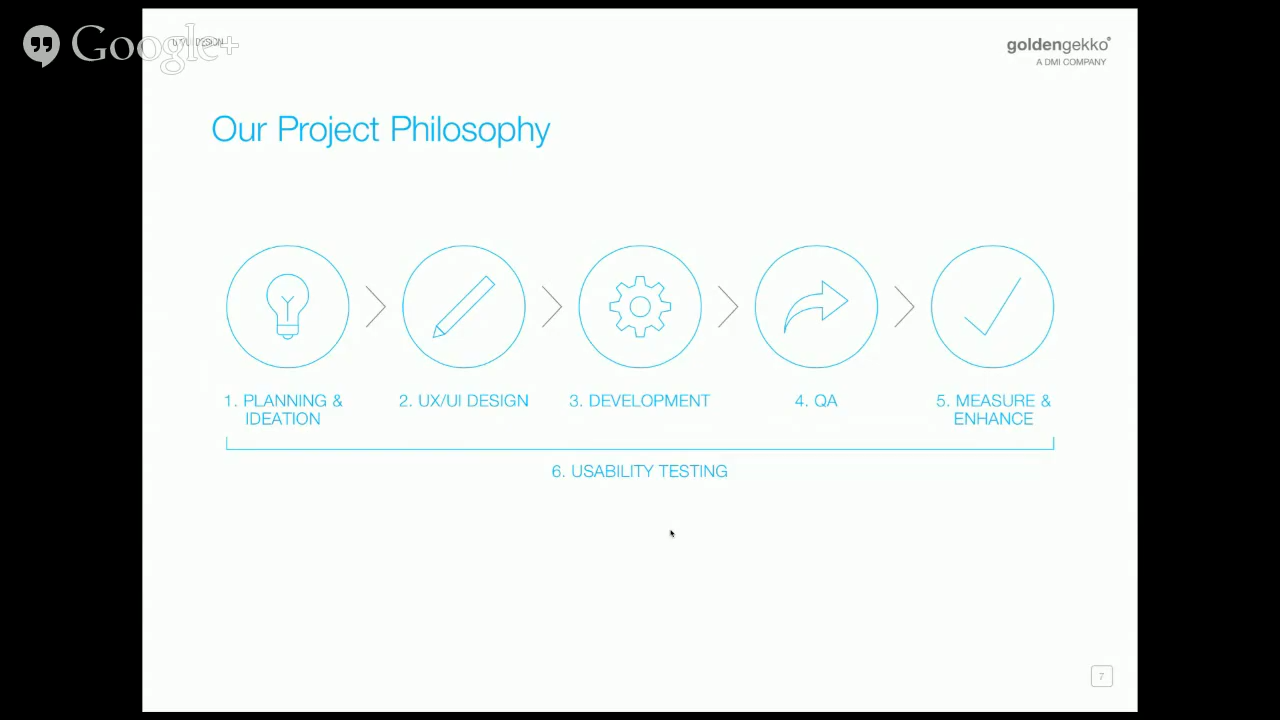 Google+
goldengekko®
A DMI COMPANY
Our Project Philosophy
1. PLANNING &
IDEATION
2. UX/UI DESIGN
3. DEVELOPMENT
4. QA
5. MEASURE &
ENHANCE
6. USABILITY TESTING
7